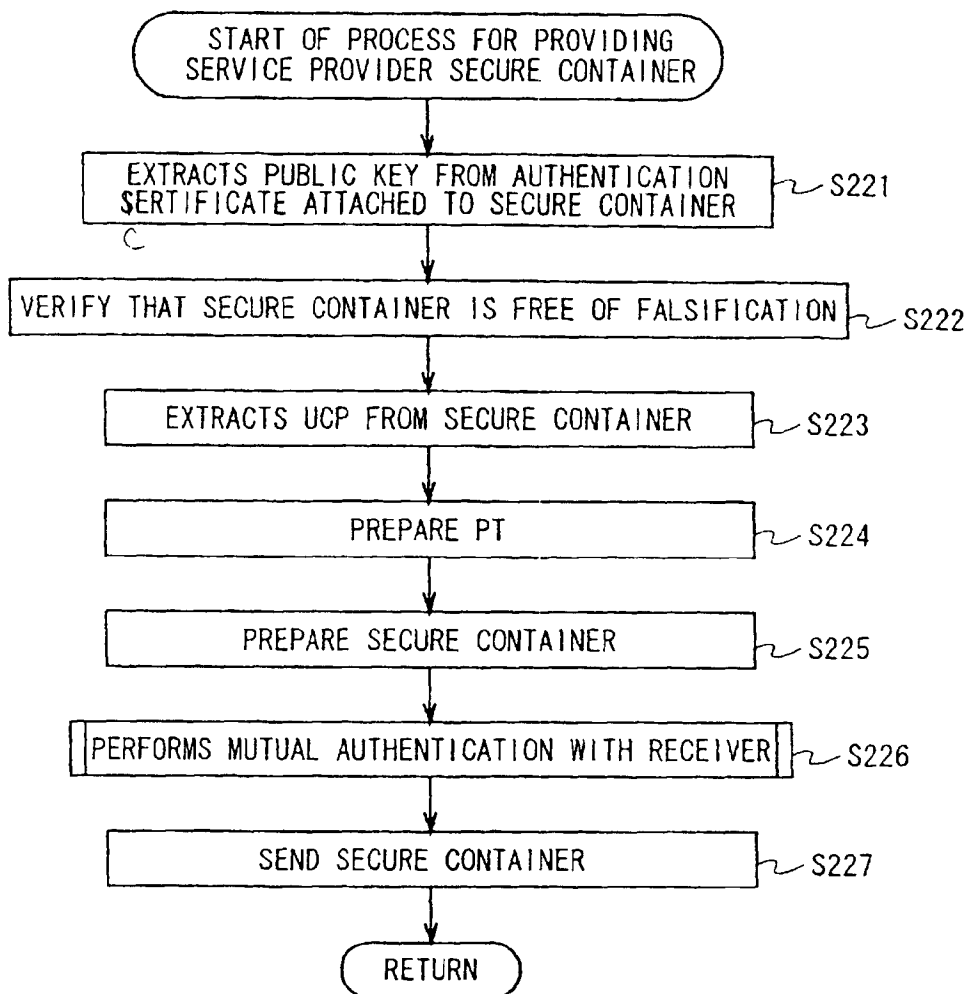 START OF PROCESS FOR PROVIDING
SERVICE PROVIDER SECURE CONTAINER
EXTRACTS PUBLIC KEY FROM AUTHENTICATION
SERTIFICATE ATTACHED TO SECURE CONTAINER
C
S221
VERIFY THAT SECURE CONTAINER IS FREE OF FALSIFICATION
S222
EXTRACTS UCP FROM SECURE CONTAINER
S223
PREPARE PT
S224
PREPARE SECURE CONTAINER
S225
PERFORMS MUTUAL AUTHENTICATION WITH RECEIVER
S226
SEND SECURE CONTAINER
S227
RETURN